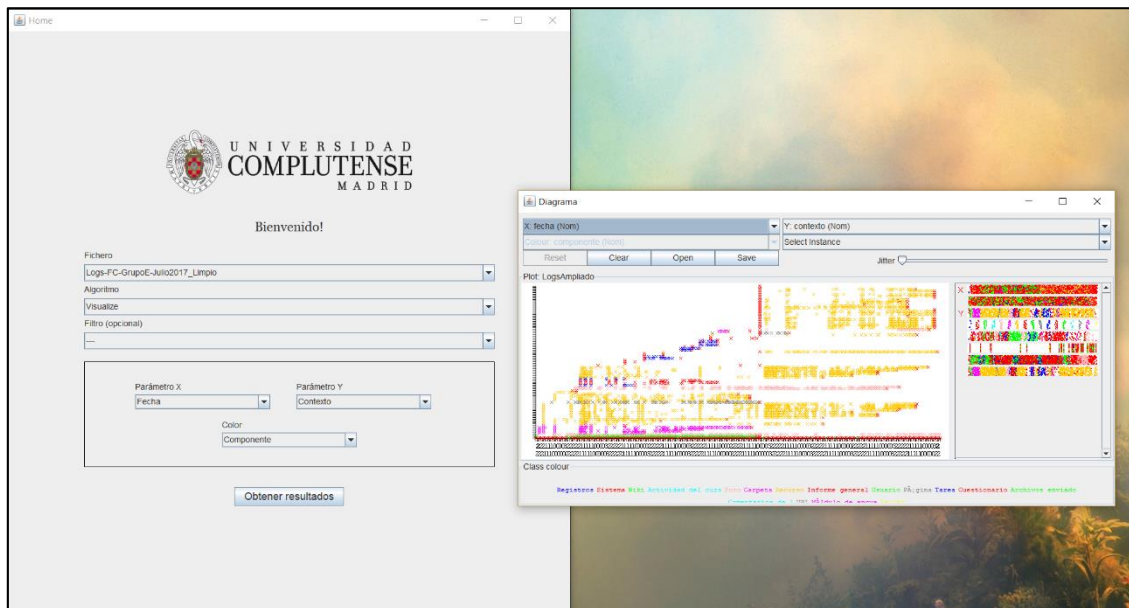 Home
UNIVERSIDAD
COMPLUTENSE
MADRID
Bienvenido!
Fichero
Logs-FC-GrupoE-Julio2017_Limpio
Algoritmo
Visualize
Filtro (opcional)
---
Parámetro X
Parámetro Y
Fecha
Contexto
Color
Componente
Obtener resultados
Diagrama
X: fecha (Nom)
Y: contexto (Nom)
Colour: componente (Nom)
Select Instance
Reset
Clear
Open
Save
Jitter
Plot: LogsAmpliado
X
Y
Class colour
Registros Sistema Wiki Actividad del curso Foro Carpeta Recurso Informe general Usuario PÃ¡gina Tarea Cuestionario Archivos enviado